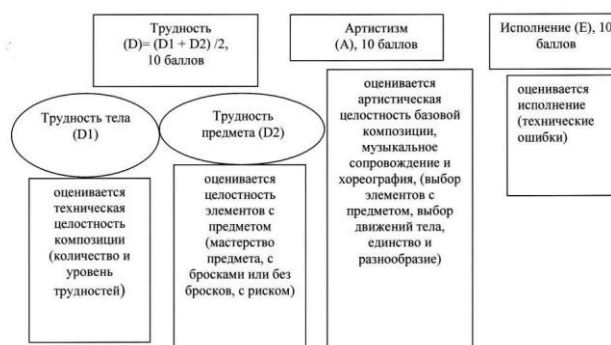 Трудность
(D)= (D1 + D2) /2,
10 баллов
Артистизм
(А), 10 баллов
Исполнение (Е), 10
баллов
Трудность тела
(D1)
Трудность
предмета (D2)
оценивается
артистическая
целостность базовой
композиции,
музыкальное
сопровождение и
хореография, (выбор
элементов с
предметом, выбор
движений тела,
единство и
разнообразие)
оценивается
исполнение
(технические
ошибки)
оценивается
техническая
целостность
композиции
(количество и
уровень
трудностей)
оценивается
целостность
элементов с
предметом
(мастерство
предмета, с
бросками или без
бросков, с риском)